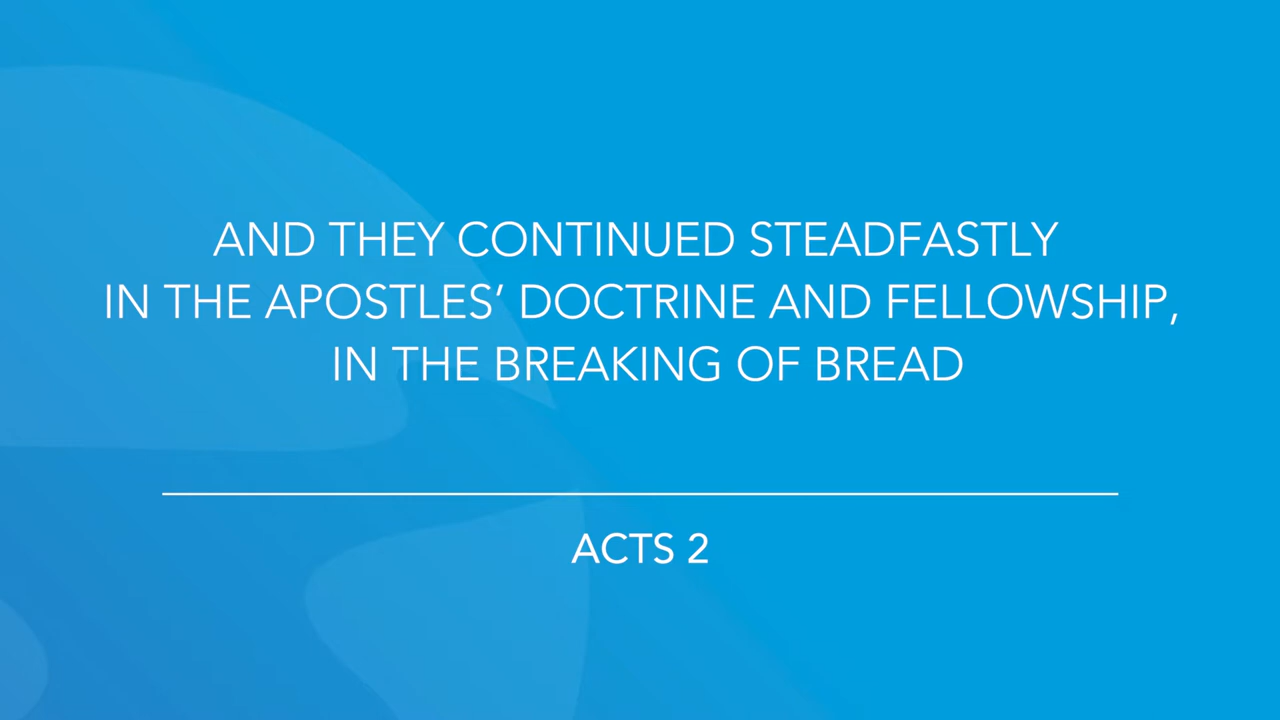 AND THEY CONTINUED STEADFASTLY
IN THE APOSTLES‘ DOCTRINE AND FELLOWSHIP,
IN THE BREAKING OF BREAD
ACTS 2